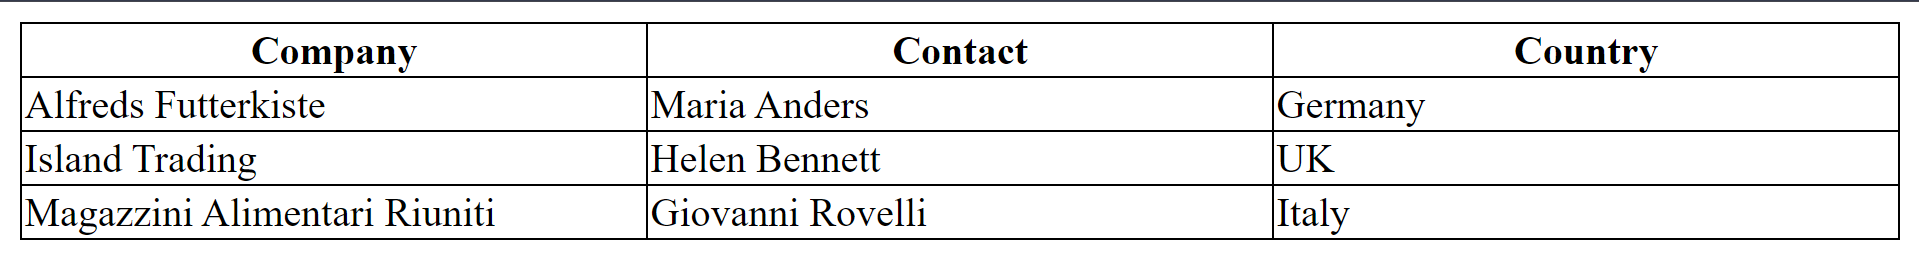 Company Contact Country
Alfreds Futterkiste Maria Anders Germany
Island Trading Helen Bennett UK
Magazzini Alimentari Riuniti Giovanni Rovelli Italy